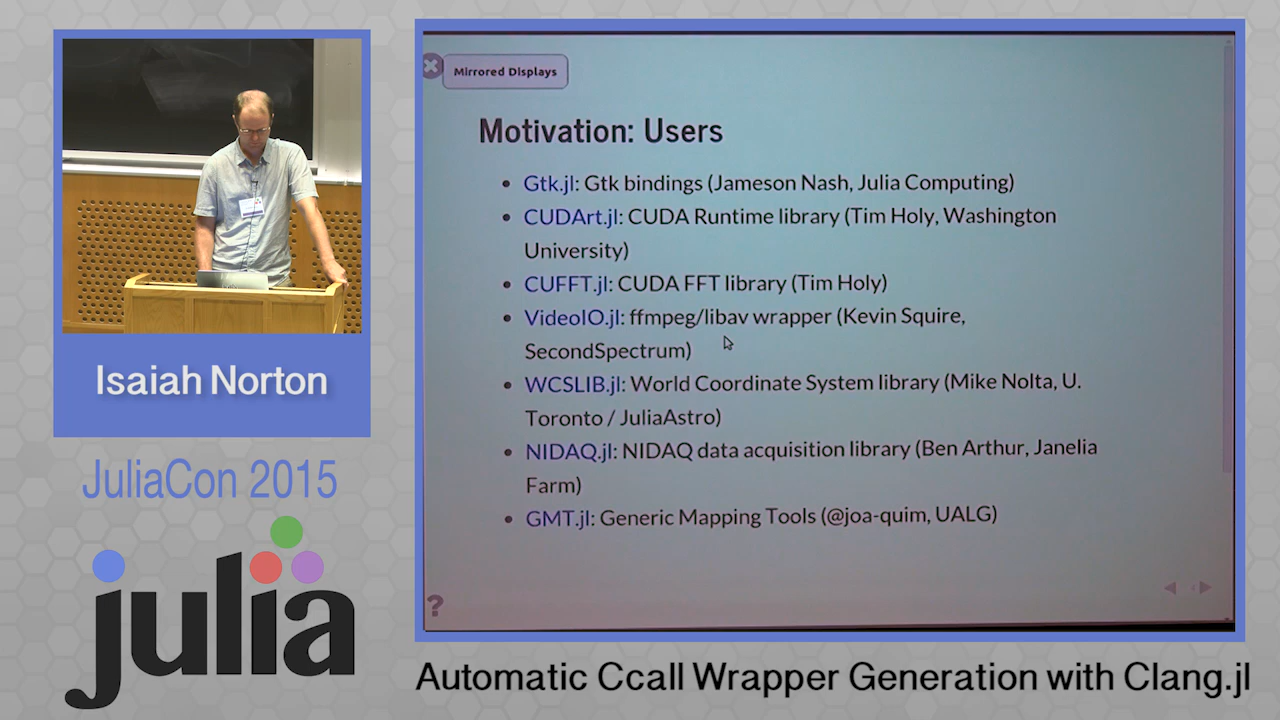 Mirrored Displays
Motivation: Users
Gtk.jl: Gtk bindings (Jameson Nash, Julia Computing)
CUDArt.jl: CUDA Runtime library (Tim Holy, Washington
University)
CUFFT.jl: CUDA FFT library (Tim Holy)
VideoIO.jl: ffmpeg/libav wrapper (Kevin Squire,
SecondSpectrum)
WCSLIB.jl: World Coordinate System library (Mike Nolta, U.
Toronto / JuliaAstro)
NIDAQ.jl: NIDAQ data acquisition library (Ben Arthur, Janelia
Farm)
GMT.jl: Generic Mapping Tools (@joa-quim, UALG)
?
Isaiah Norton
JuliaCon 2015
julia
Automatic Ccall Wrapper Generation with Clang.jl